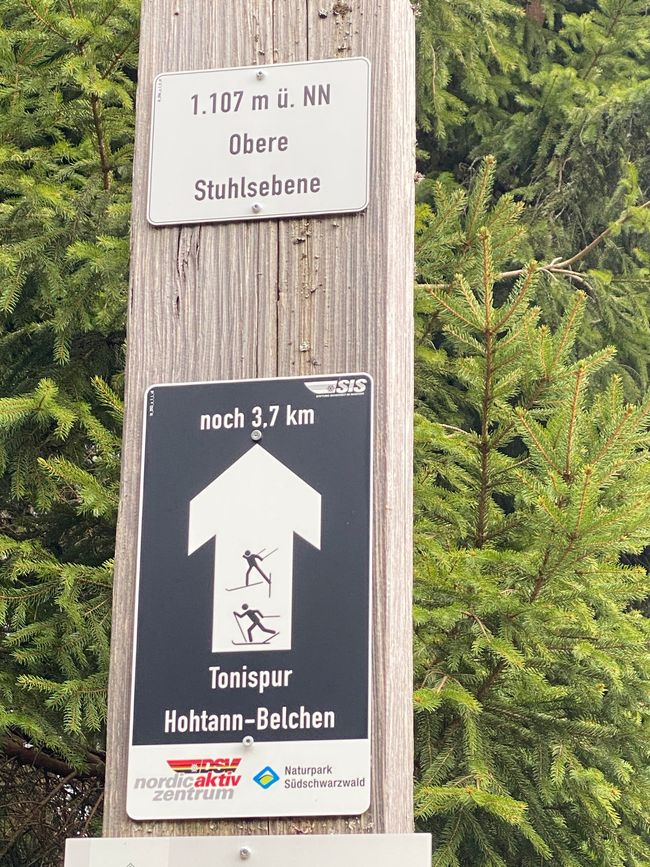 1.107 m ü. NN
Obere
Stuhlsebene
SIS
noch 3,7 km
Tonispur
Hohtann-Belchen
DSV
nordic aktiv
zentrum
Naturpark
Südschwarzwald